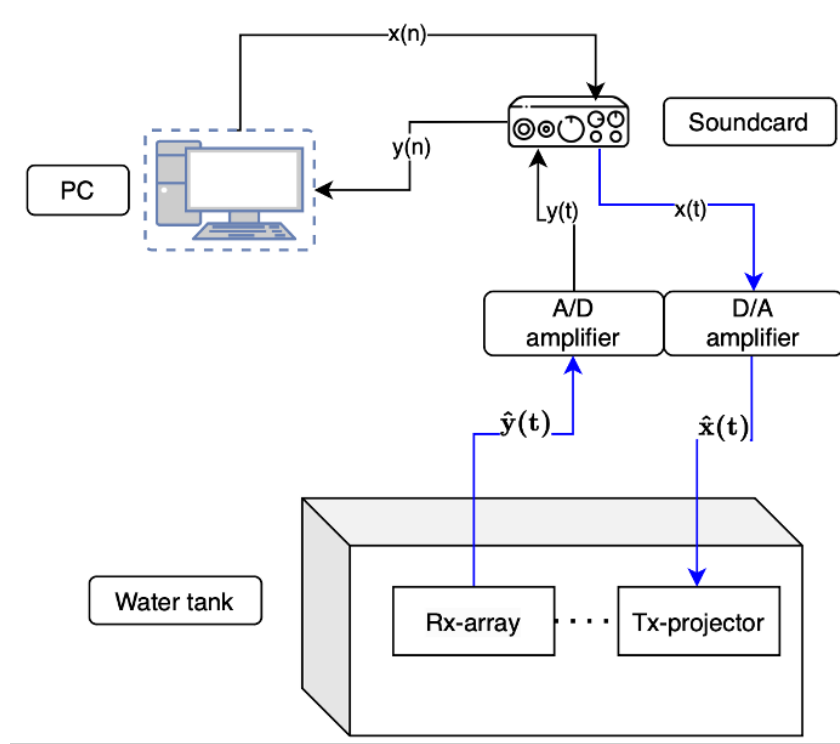 x(n)
Soundcard
y(n)
PC
y(t)
x(t)
A/D
amplifier
D/A
amplifier
ŷ(t)
x̂(t)
Water tank
Rx-array
Tx-projector